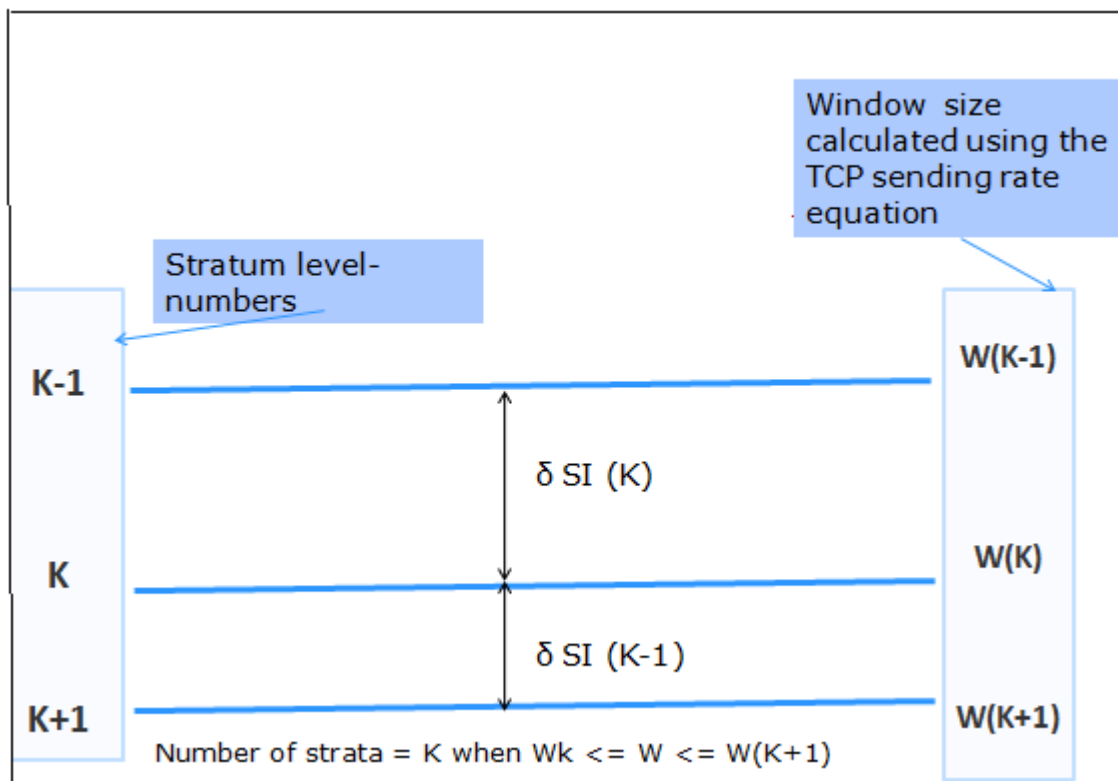 Window size
calculated using the
TCP sending rate
equation
Stratum level-
numbers
K-1
W(K-1)
δ SI (K)
K
W(K)
δ SI (K-1)
K+1
W(K+1)
Number of strata = K when Wk <= W <= W(K+1)